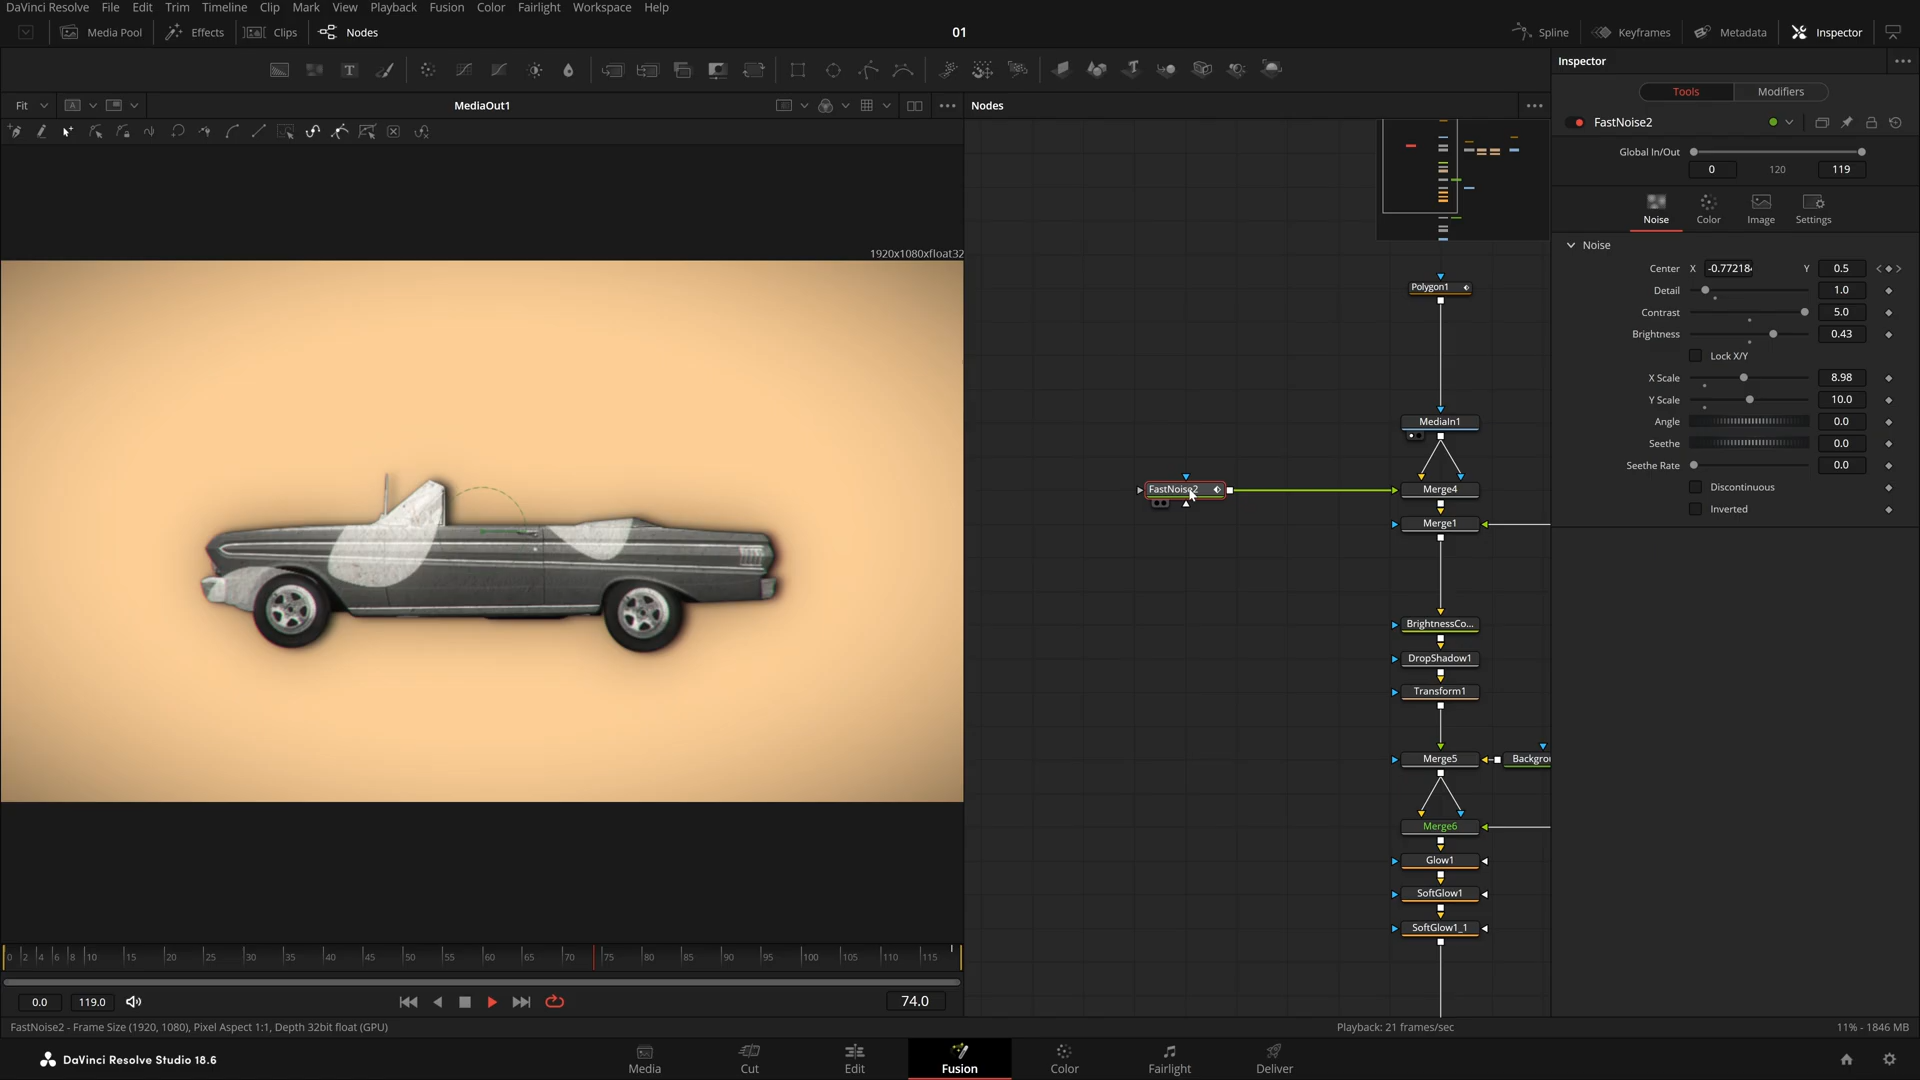 DaVinci Resolve File Edit Trim Timeline Clip Mark View Playback Fusion Color Fairlight Workspace Help
Media Pool Effects Clips Nodes 01 Spline Keyframes Metadata Inspector
Inspector
Tools Modifiers
Fit A MediaOut1 Nodes
FastNoise2
Global In/Out
0 120 119
Noise Color Image Settings
Noise
Center X -0.77218 Y 0.5
Detail 1.0
Contrast 5.0
Brightness 0.43
Lock X/Y
X Scale 8.98
Y Scale 10.0
Angle 0.0
Seethe 0.0
Seethe Rate 0.0
Discontinuous
Inverted
1920x1080xfloat32
Polygon1
MediaIn1
FastNoise2 Merge4
Merge1
BrightnessCo...
DropShadow1
Transform1
Merge5 Backgrou
Merge6
Glow1
SoftGlow1
SoftGlow1_1
0 2 4 6 8 10 15 20 25 30 35 40 45 50 55 60 65 70 75 80 85 90 95 100 105 110 115
0.0 119.0 74.0
FastNoise2 - Frame Size (1920, 1080), Pixel Aspect 1:1, Depth 32bit float (GPU) Playback: 21 frames/sec 11% - 1846 MB
DaVinci Resolve Studio 18.6
Media Cut Edit Fusion Color Fairlight Deliver